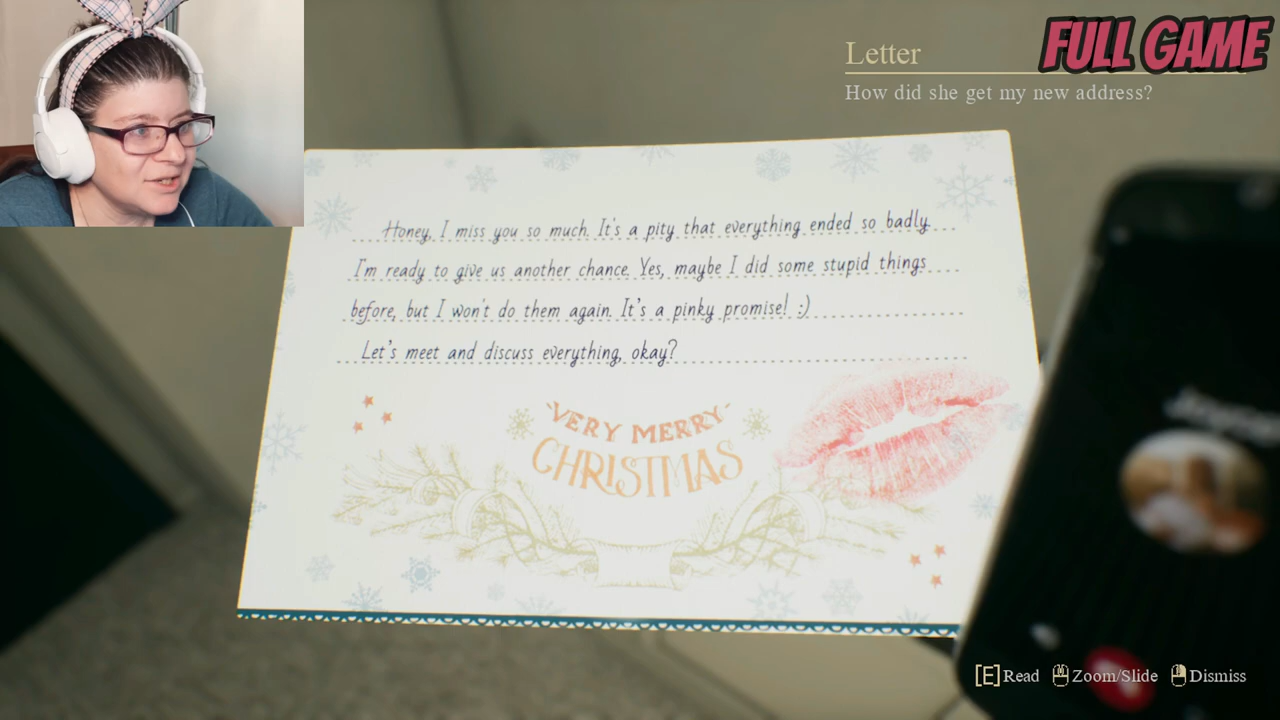 FULL GAME
Letter
How did she get my new address?
Honey, I miss you so much. It's a pity that everything ended so badly.
I'm ready to give us another chance. Yes, maybe I did some stupid things
before, but I won't do them again. It's a pinky promise! :)
Let's meet and discuss everything, okay?
VERY MERRY
CHRISTMAS
[E] Read Zoom/Slide Dismiss